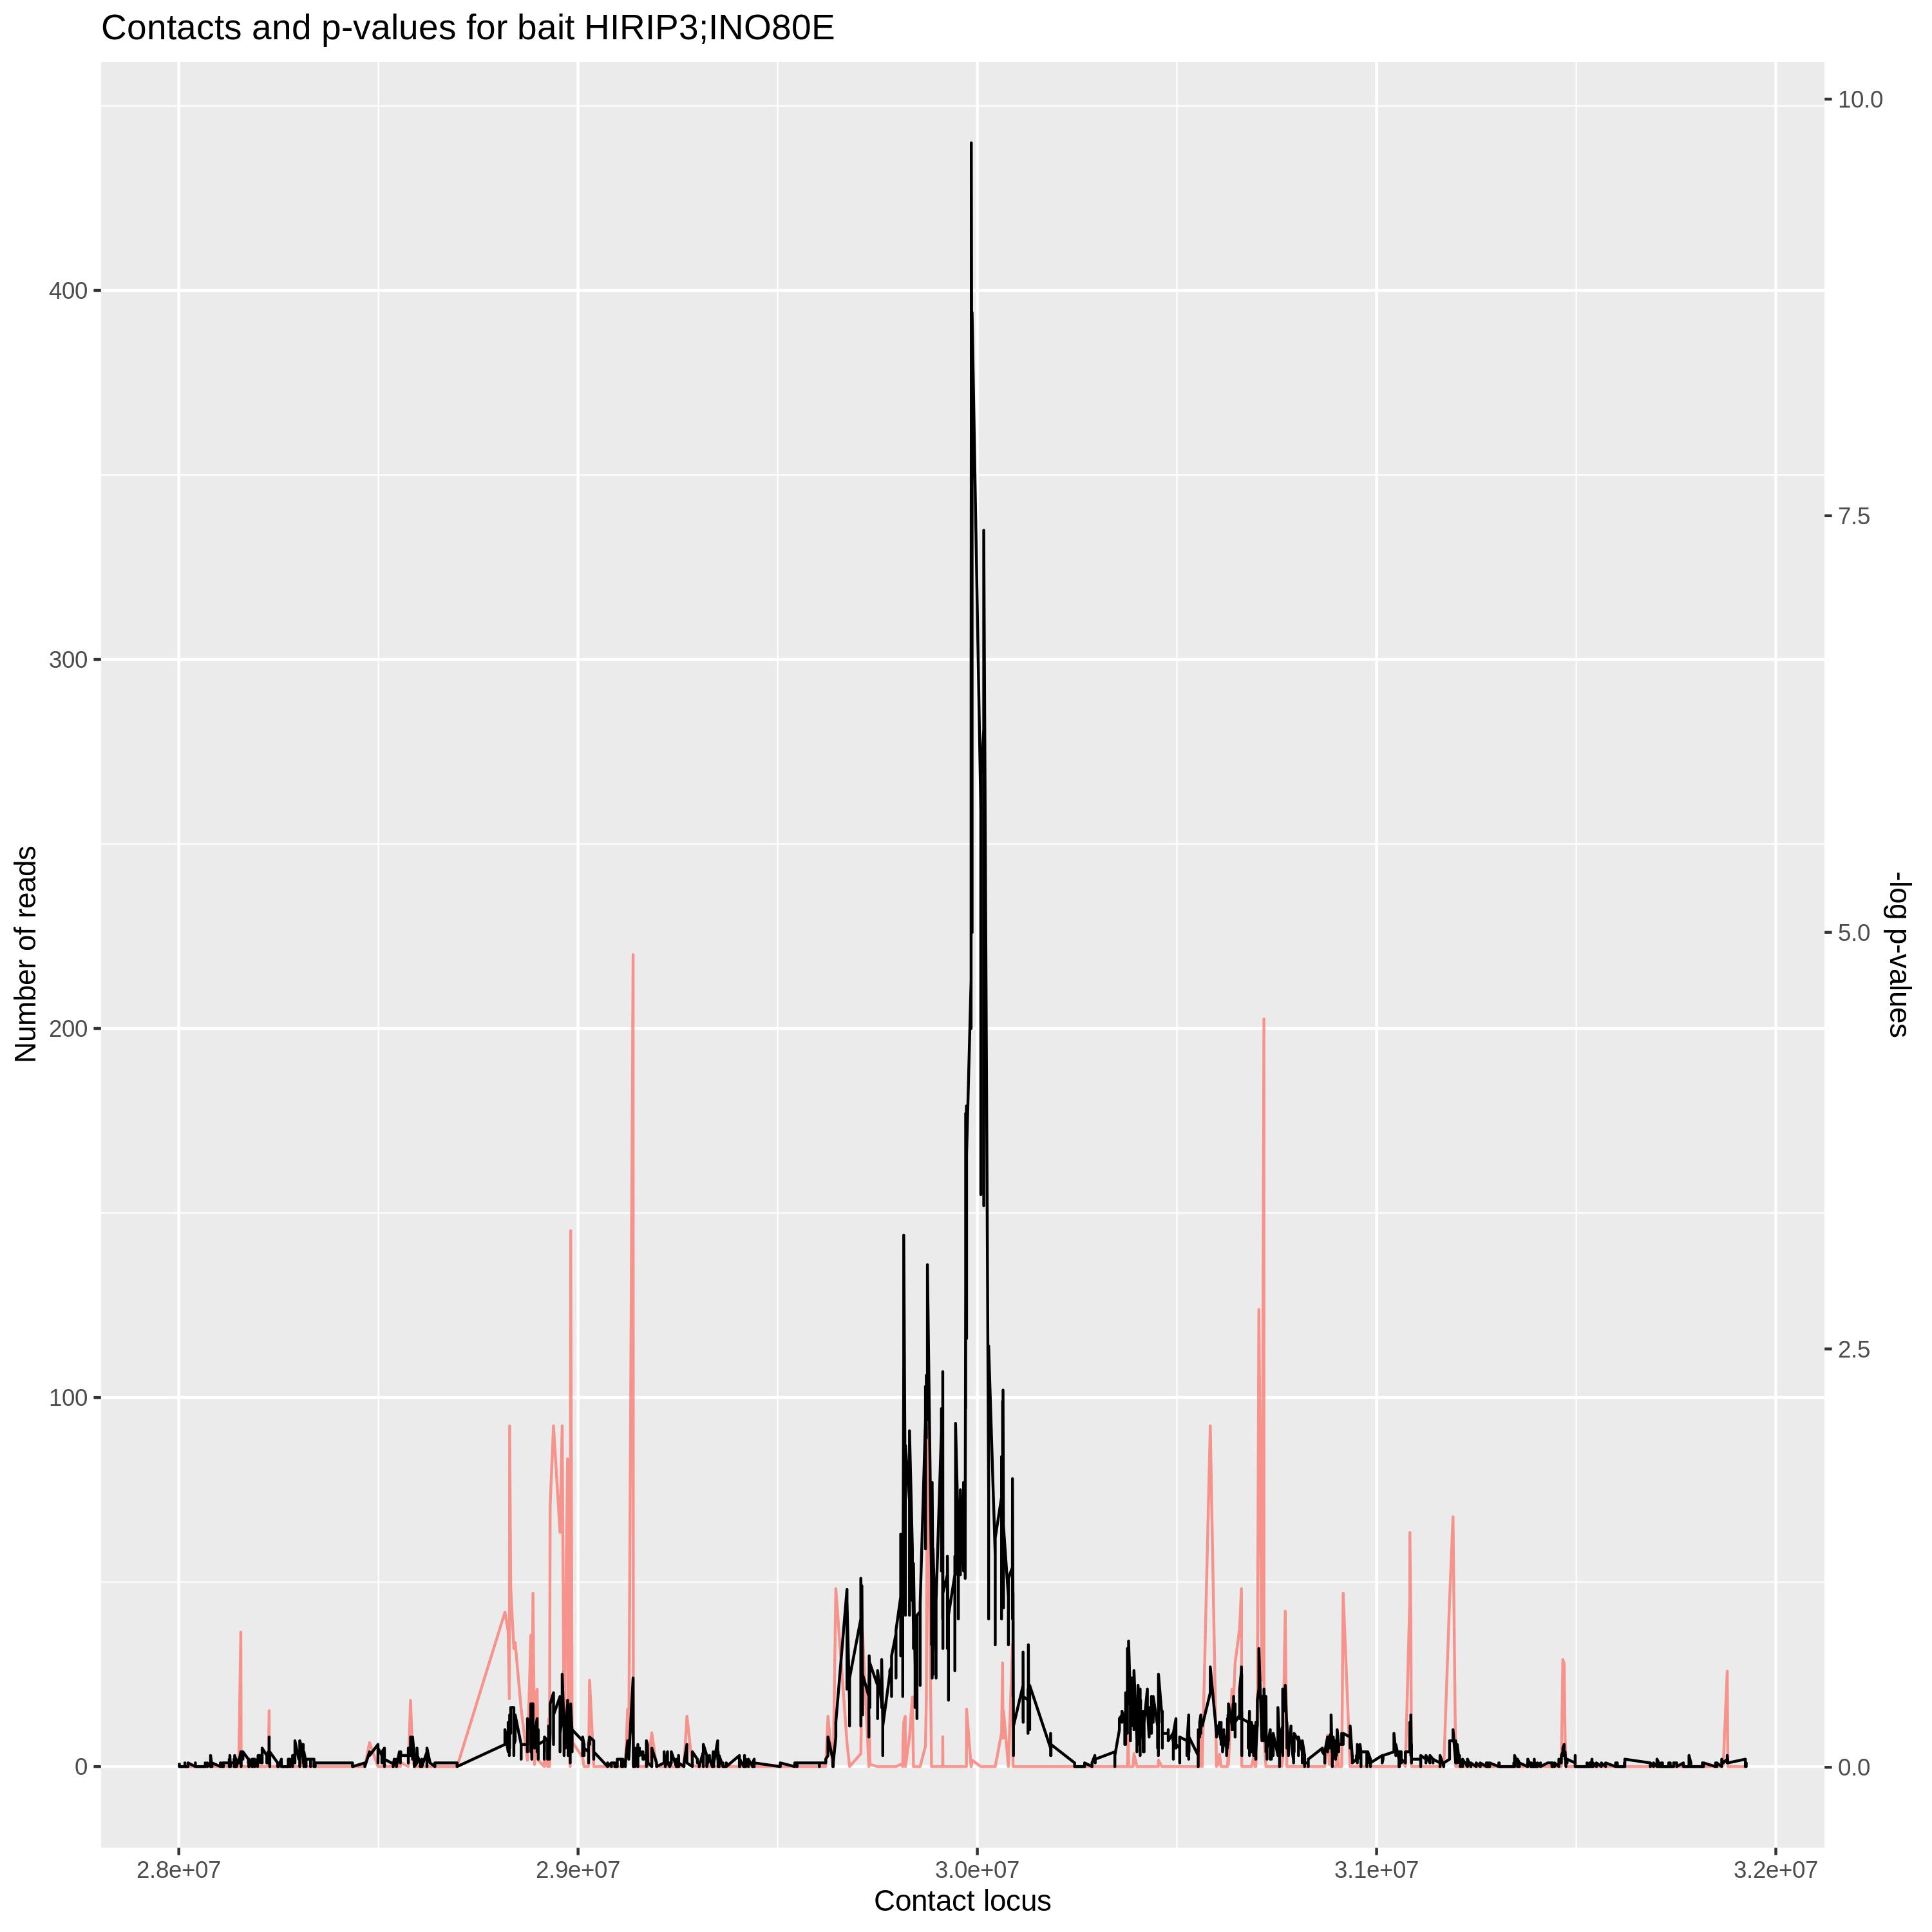 Contacts and p-values for bait HIRIP3;INO80E
Number of reads
400
300
200
100
0
10.0
7.5
5.0
2.5
0.0
-log p-values
2.8e+07 2.9e+07 3.0e+07 3.1e+07 3.2e+07
Contact locus